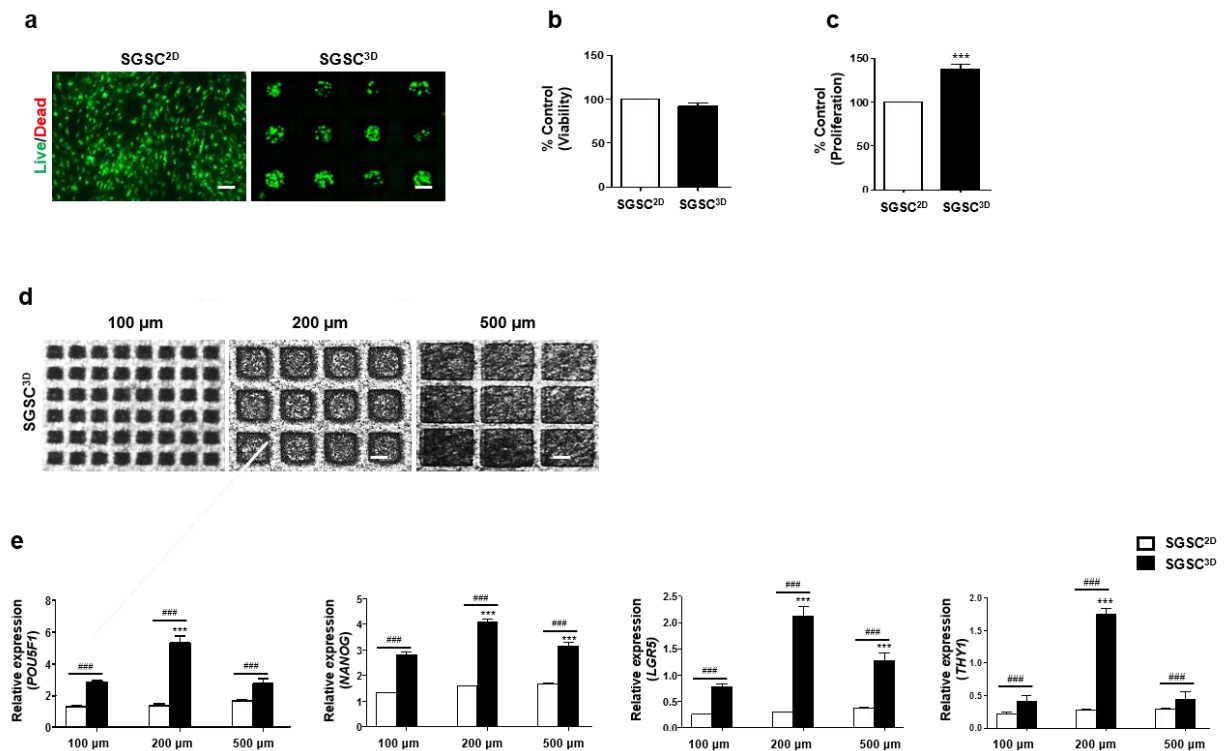 a
SGSC2D
SGSC3D
Live/Dead
b
% Control
(Viability)
150
100
50
0
SGSC2D
SGSC3D
c
% Control
(Proliferation)
150
100
50
0
***
SGSC2D
SGSC3D
d
100 µm
200 µm
500 µm
SGSC3D
e
SGSC2D
SGSC3D
Relative expression
(POU5F1)
8
6
4
2
0
###
###
***
###
100 µm
200 µm
500 µm
Relative expression
(NANOG)
5
4
3
2
1
0
###
###
***
###
***
100 µm
200 µm
500 µm
Relative expression
(LGR5)
2.5
2.0
1.5
1.0
0.5
0.0
###
###
***
###
***
100 µm
200 µm
500 µm
Relative expression
(THY1)
2.0
1.5
1.0
0.5
0.0
###
###
***
###
100 µm
200 µm
500 µm